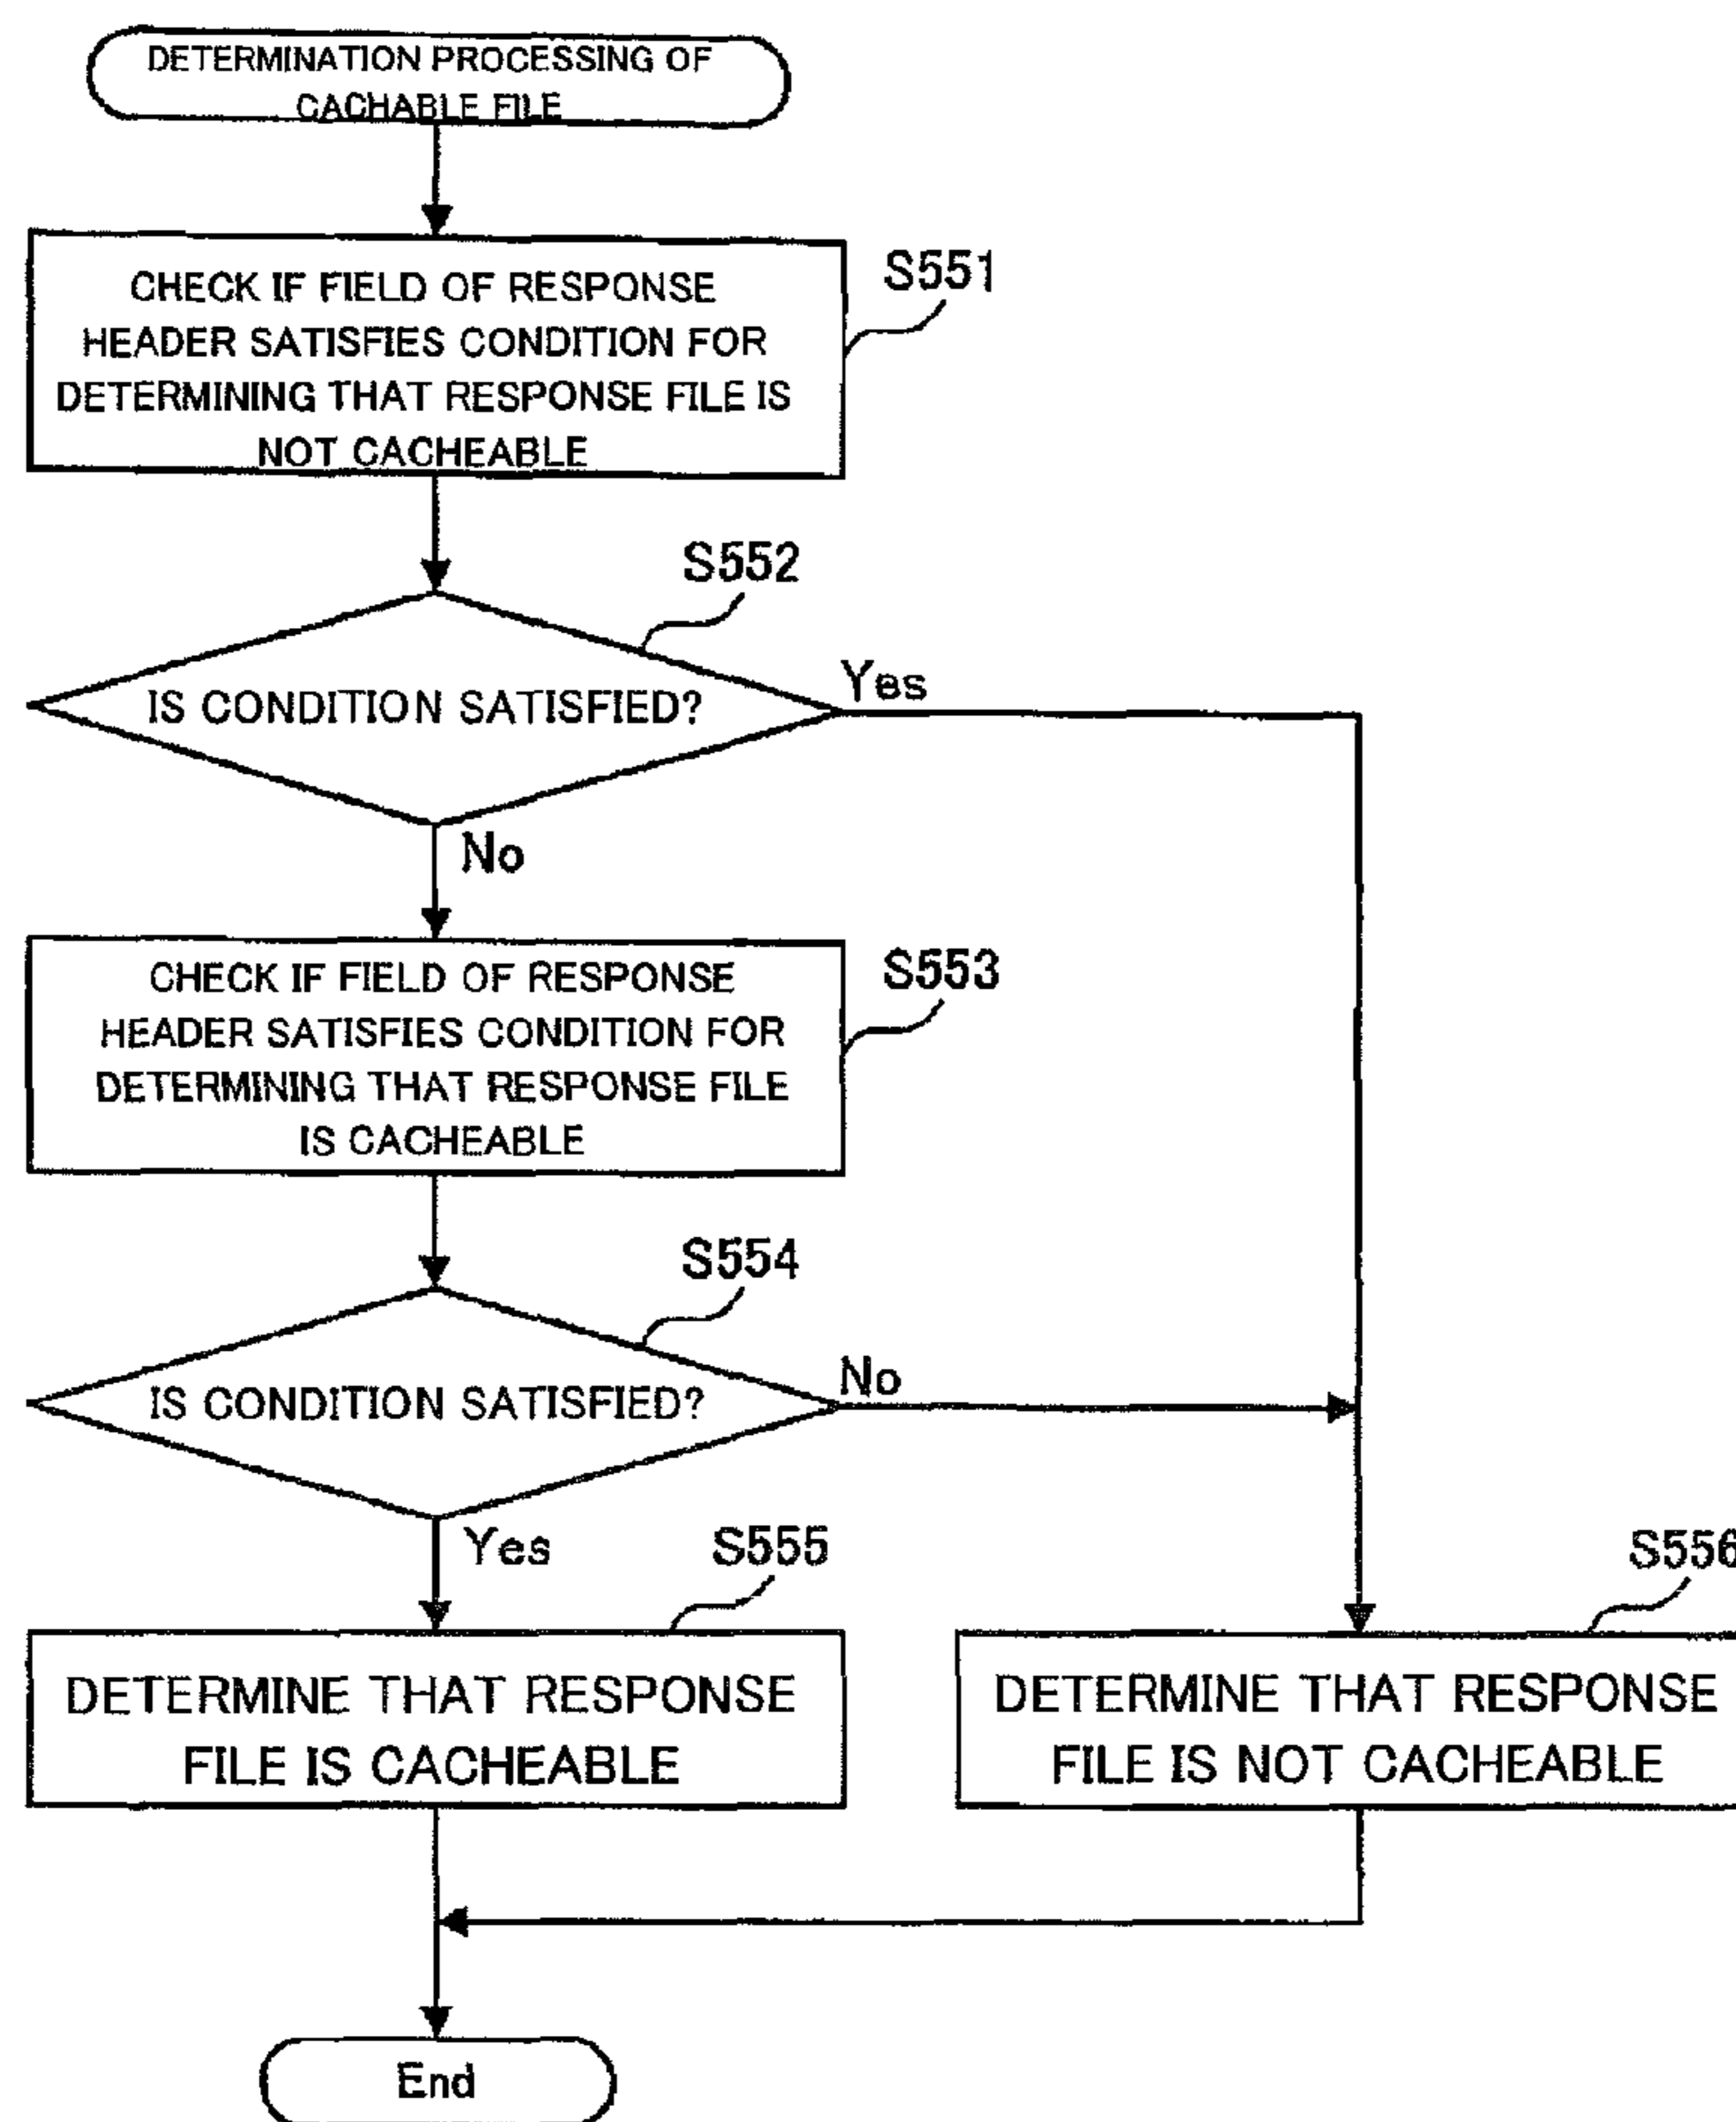 DETERMINATION PROCESSING OF
CACHABLE FILE
S551
CHECK IF FIELD OF RESPONSE
HEADER SATISFIES CONDITION FOR
DETERMINING THAT RESPONSE FILE IS
NOT CACHEABLE
S552
IS CONDITION SATISFIED?
Yes
No
S553
CHECK IF FIELD OF RESPONSE
HEADER SATISFIES CONDITION FOR
DETERMINING THAT RESPONSE FILE
IS CACHEABLE
S554
IS CONDITION SATISFIED?
No
Yes
S555
DETERMINE THAT RESPONSE
FILE IS CACHEABLE
S556
DETERMINE THAT RESPONSE
FILE IS NOT CACHEABLE
End